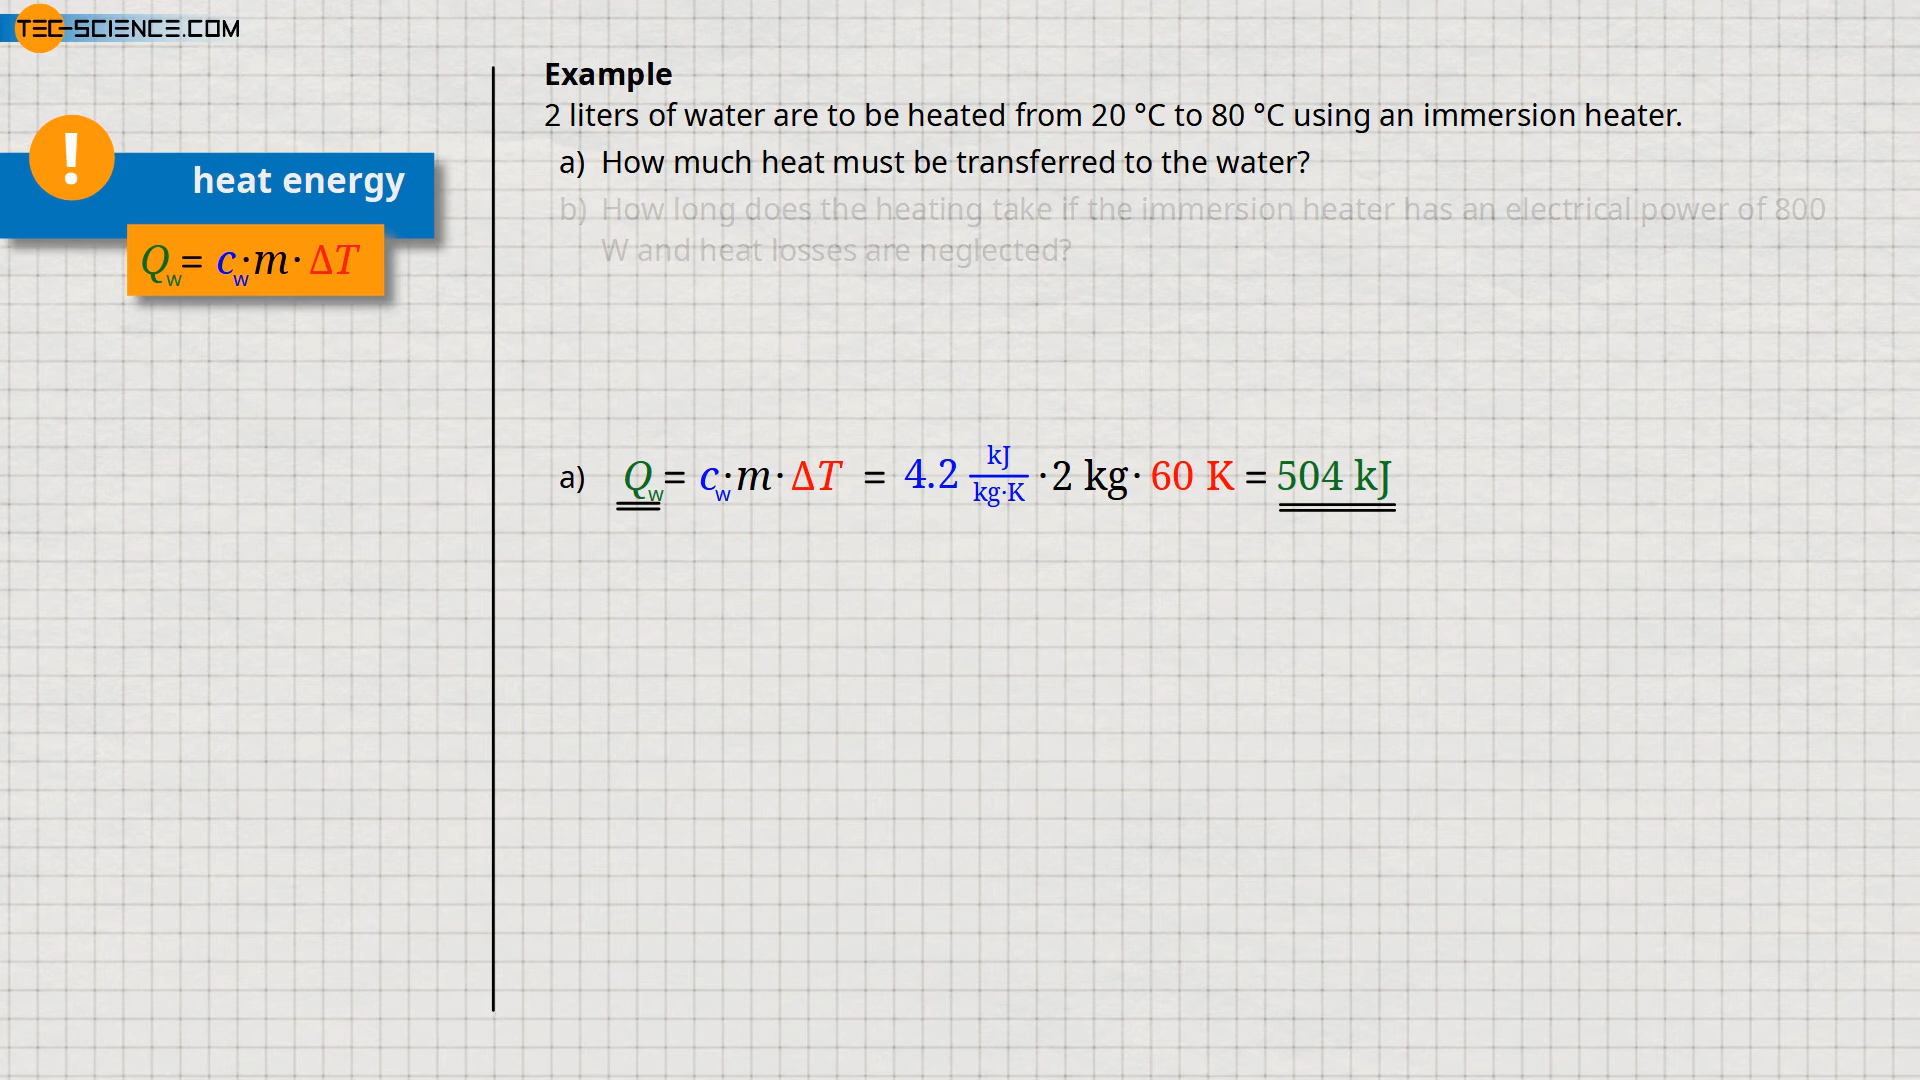 TEC-SCIENCE.COM
Example
2 liters of water are to be heated from 20 °C to 80 °C using an immersion heater.
a) How much heat must be transferred to the water?
b) How long does the heating take if the immersion heater has an electrical power of 800
W and heat losses are neglected?
!
heat energy
Q_w = c_w · m · ΔT
a) Q_w = c_w · m · ΔT = 4.2 kJ/kg·K · 2 kg · 60 K = 504 kJ